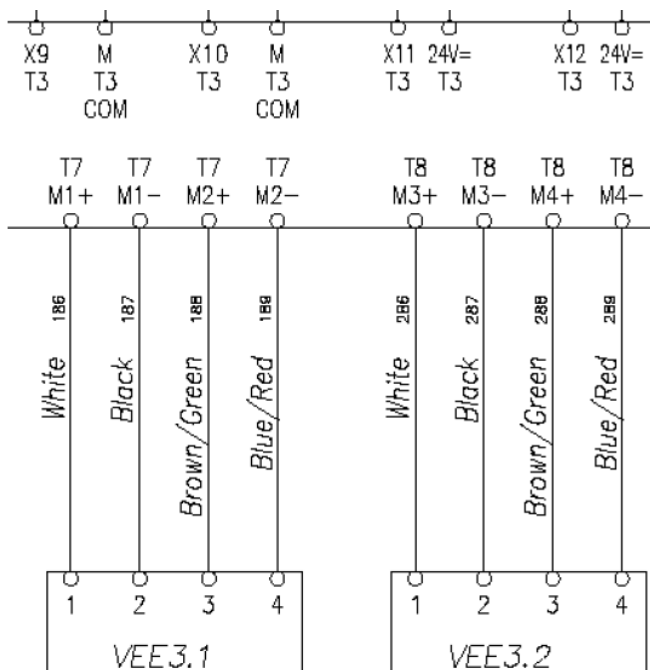 X9 M X10 M X11 24V= X12 24V=
T3 T3 T3 T3 T3 T3 T3 T3
COM COM
T7 T7 T7 T7 T8 T8 T8 T8
M1+ M1- M2+ M2- M3+ M3- M4+ M4-
186 187 188 189 286 287 288 289
White Black Brown/Green Blue/Red White Black Brown/Green Blue/Red
1 2 3 4 1 2 3 4
VEE3.1 VEE3.2